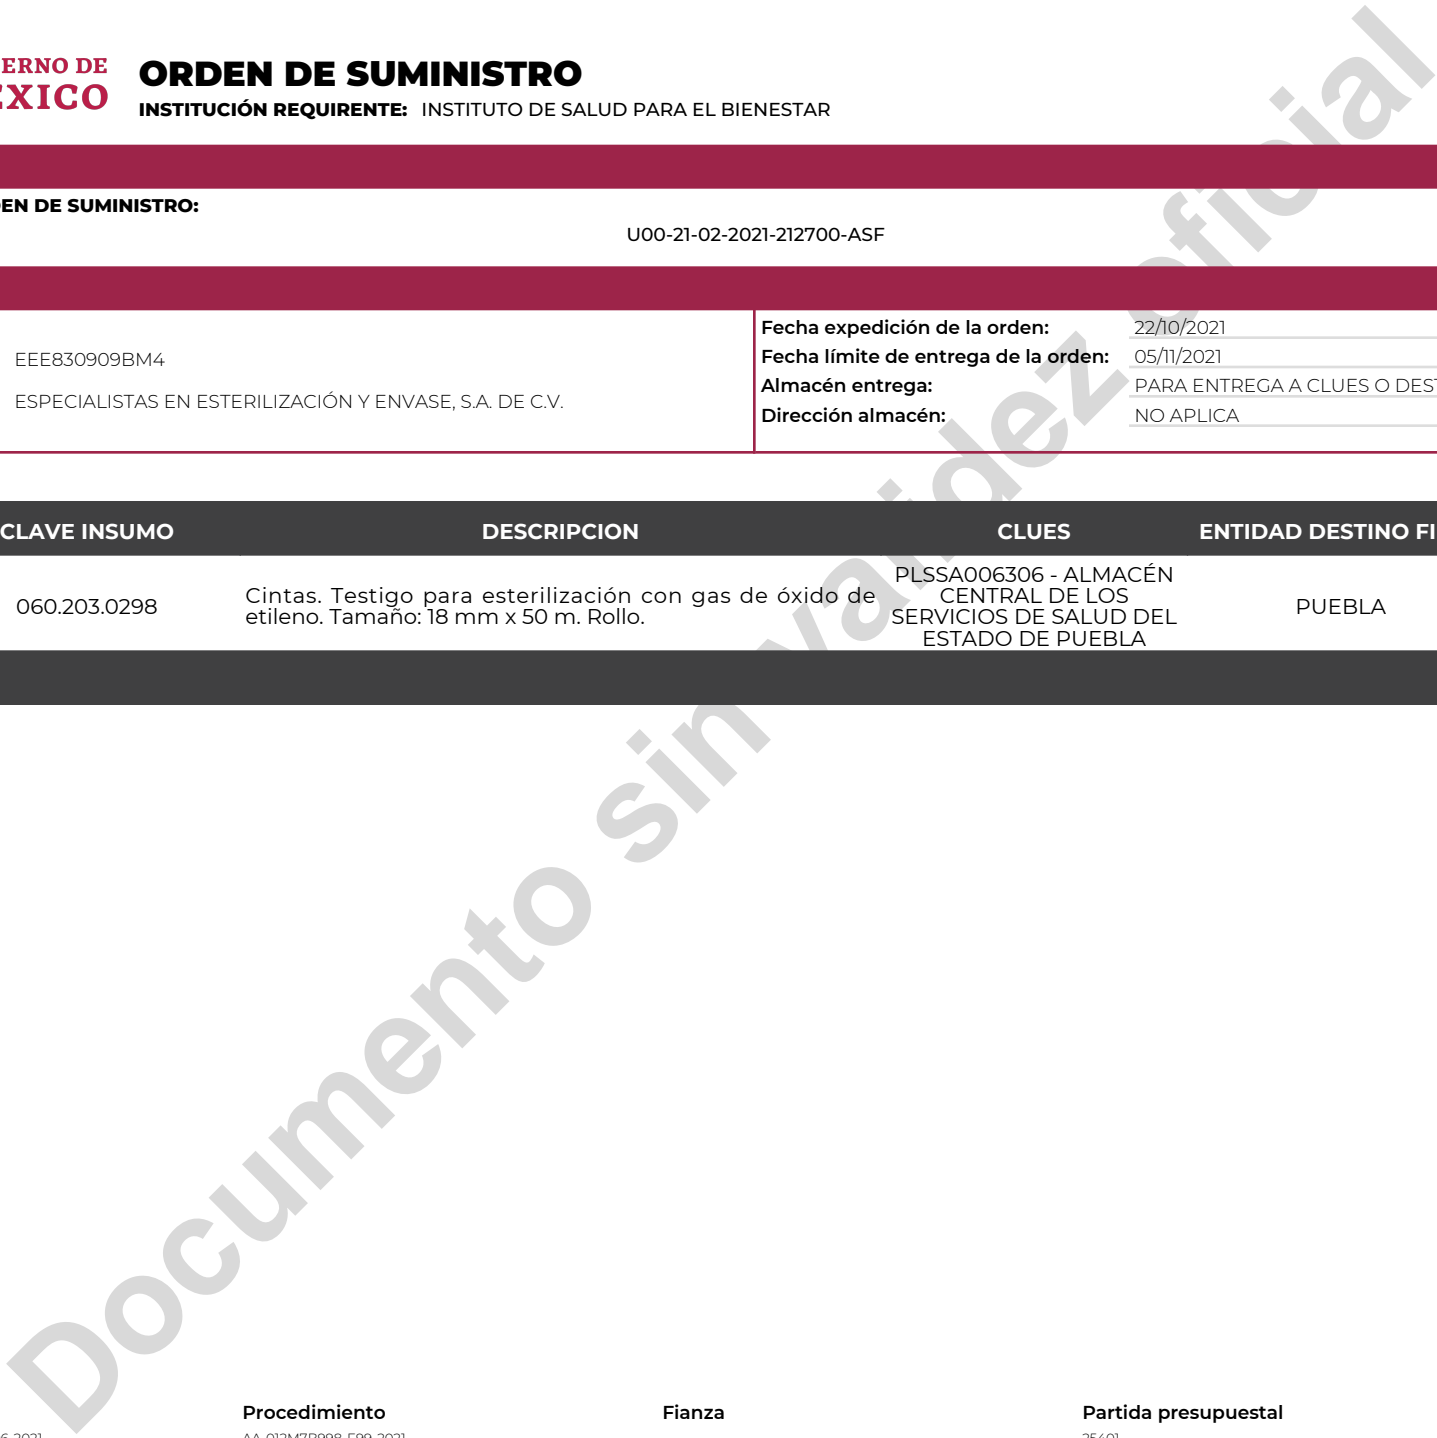 ERNO DE
ORDEN DE SUMINISTRO
EXICO
INSTITUCIÓN REQUIRENTE: INSTITUTO DE SALUD PARA EL BIENESTAR
EN DE SUMINISTRO:
U00-21-02-2021-212700-ASF
EEE830909BM4
ESPECIALISTAS EN ESTERILIZACIÓN Y ENVASE, S.A. DE C.V.
Fecha expedición de la orden: 22/10/2021
Fecha límite de entrega de la orden: 05/11/2021
Almacén entrega: PARA ENTREGA A CLUES O DEST
Dirección almacén: NO APLICA
CLAVE INSUMO DESCRIPCION CLUES ENTIDAD DESTINO FI
060.203.0298
Cintas. Testigo para esterilización con gas de óxido de
etileno. Tamaño: 18 mm x 50 m. Rollo.
PLSSA006306 - ALMACÉN
CENTRAL DE LOS
SERVICIOS DE SALUD DEL
ESTADO DE PUEBLA
PUEBLA
Documento sin validez oficial
Procedimiento Fianza Partida presupuestal